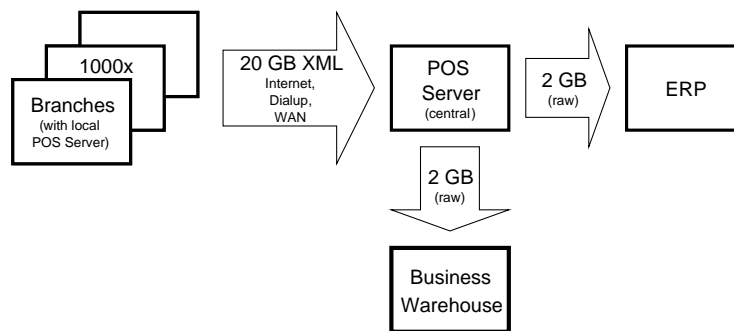 1000x
Branches
(with local
POS Server)
20 GB XML
Internet,
Dialup,
WAN
POS
Server
(central)
2 GB
(raw)
ERP
2 GB
(raw)
Business
Warehouse